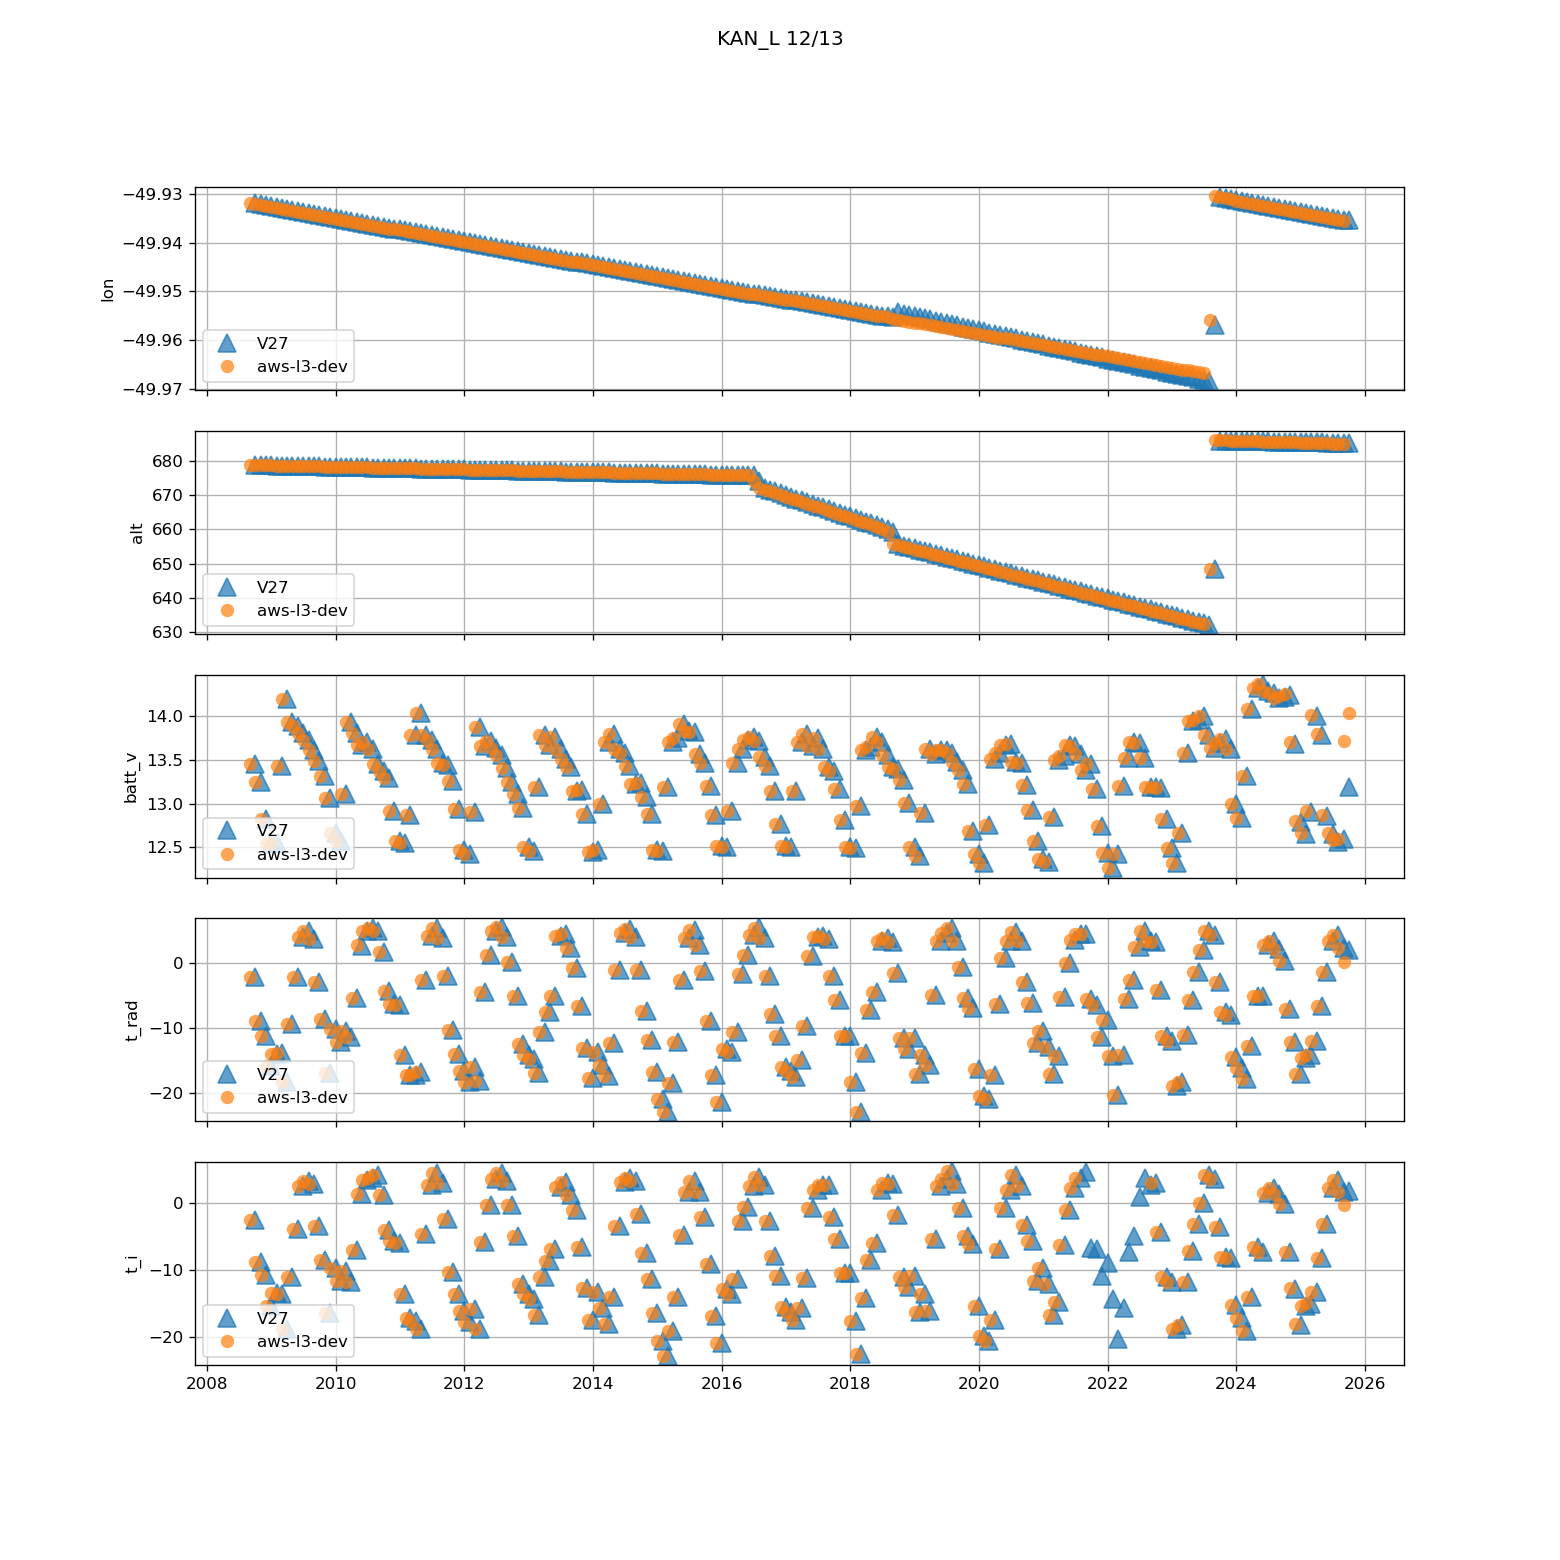 KAN_L 12/13
−49.93
−49.94
−49.95
−49.96
−49.97
lon
V27
aws-l3-dev
680
670
660
650
640
630
alt
V27
aws-l3-dev
14.0
13.5
13.0
12.5
batt_v
V27
aws-l3-dev
0
−10
−20
t_rad
V27
aws-l3-dev
0
−10
−20
t_i
V27
aws-l3-dev
2008 2010 2012 2014 2016 2018 2020 2022 2024 2026